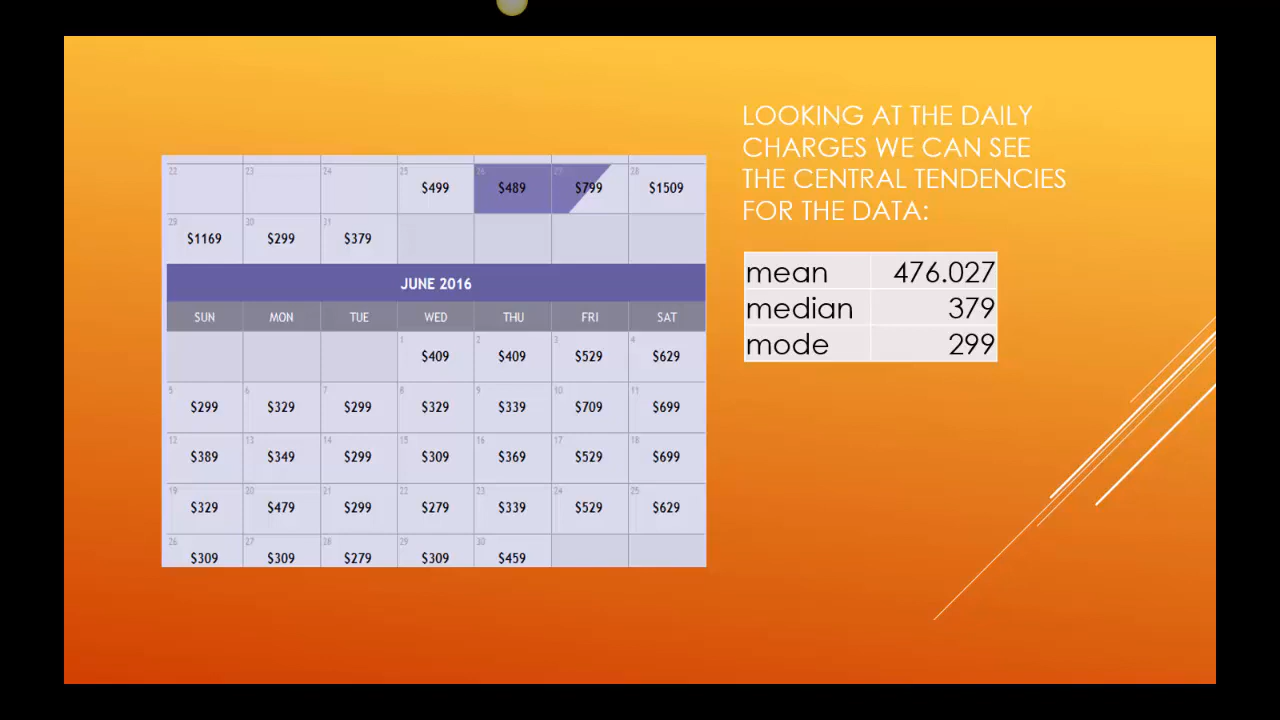 LOOKING AT THE DAILY
CHARGES WE CAN SEE
THE CENTRAL TENDENCIES
FOR THE DATA:
mean 476.027
median 379
mode 299
22 23 24 25 26 27 28
$499 $489 $799 $1509
29 30 31
$1169 $299 $379
JUNE 2016
SUN MON TUE WED THU FRI SAT
1 2 3 4
$409 $409 $529 $629
5 6 7 8 9 10 11
$299 $329 $299 $329 $339 $709 $699
12 13 14 15 16 17 18
$389 $349 $299 $309 $369 $529 $699
19 20 21 22 23 24 25
$329 $479 $299 $279 $339 $529 $629
26 27 28 29 30
$309 $309 $279 $309 $459